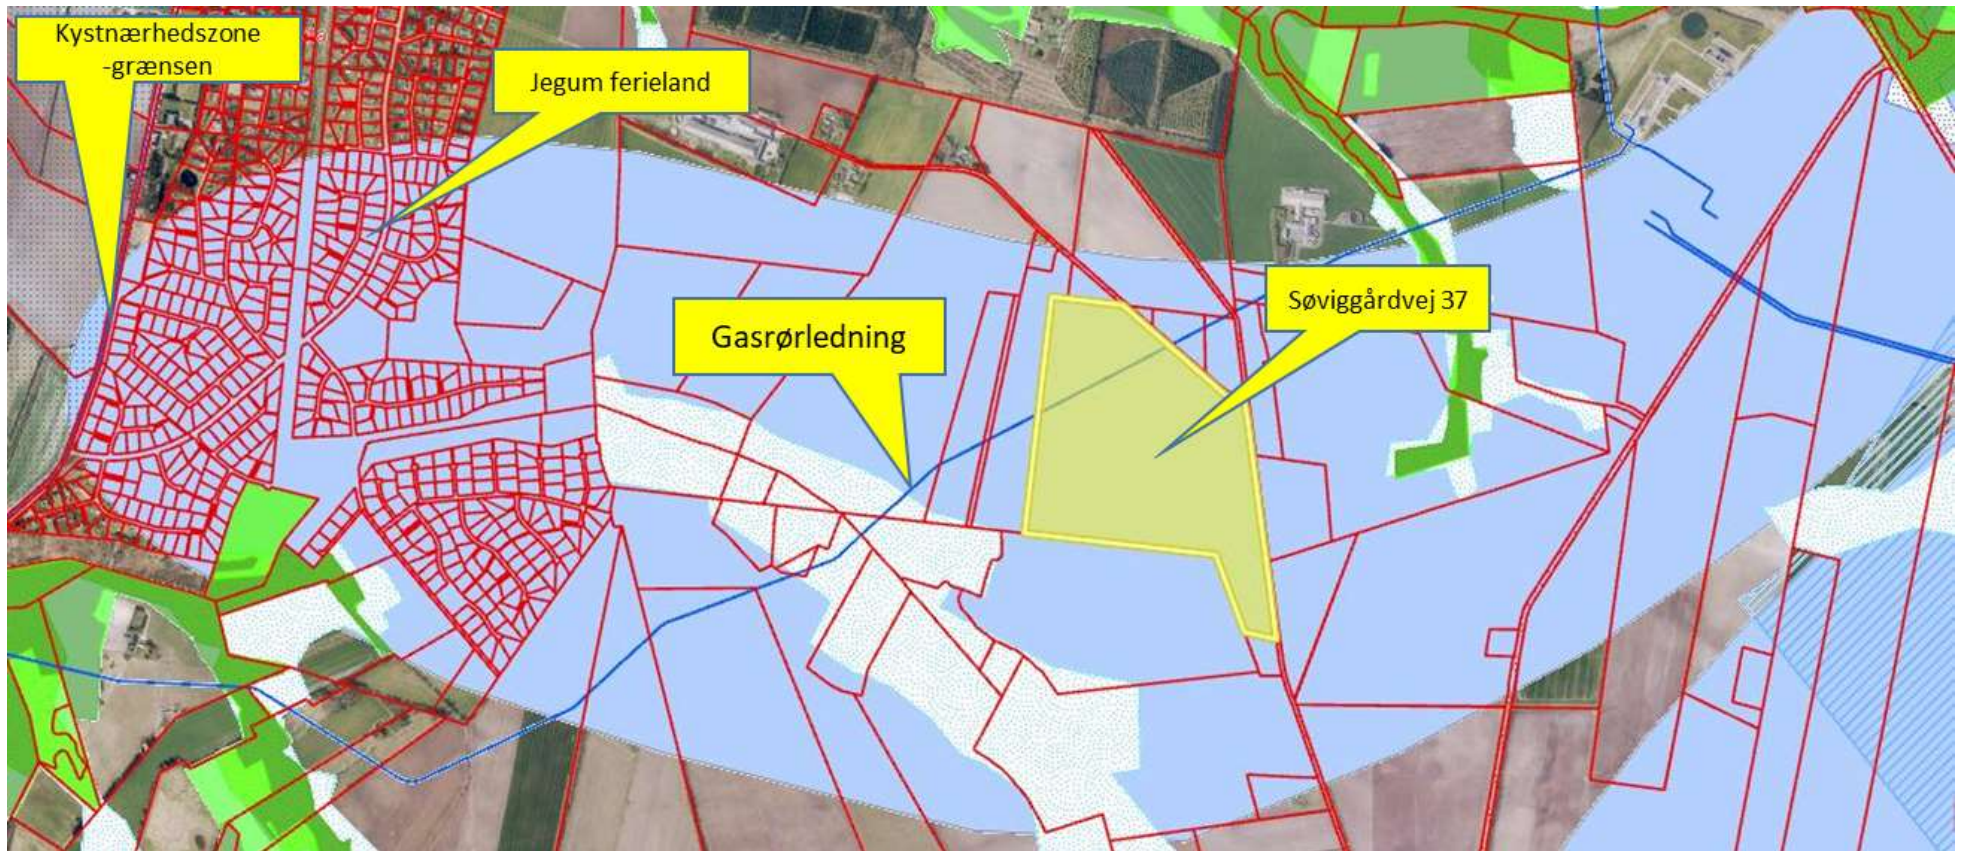 Kystnærhedszone
-grænsen
Jegum ferieland
Gasrørledning
Søviggårdvej 37